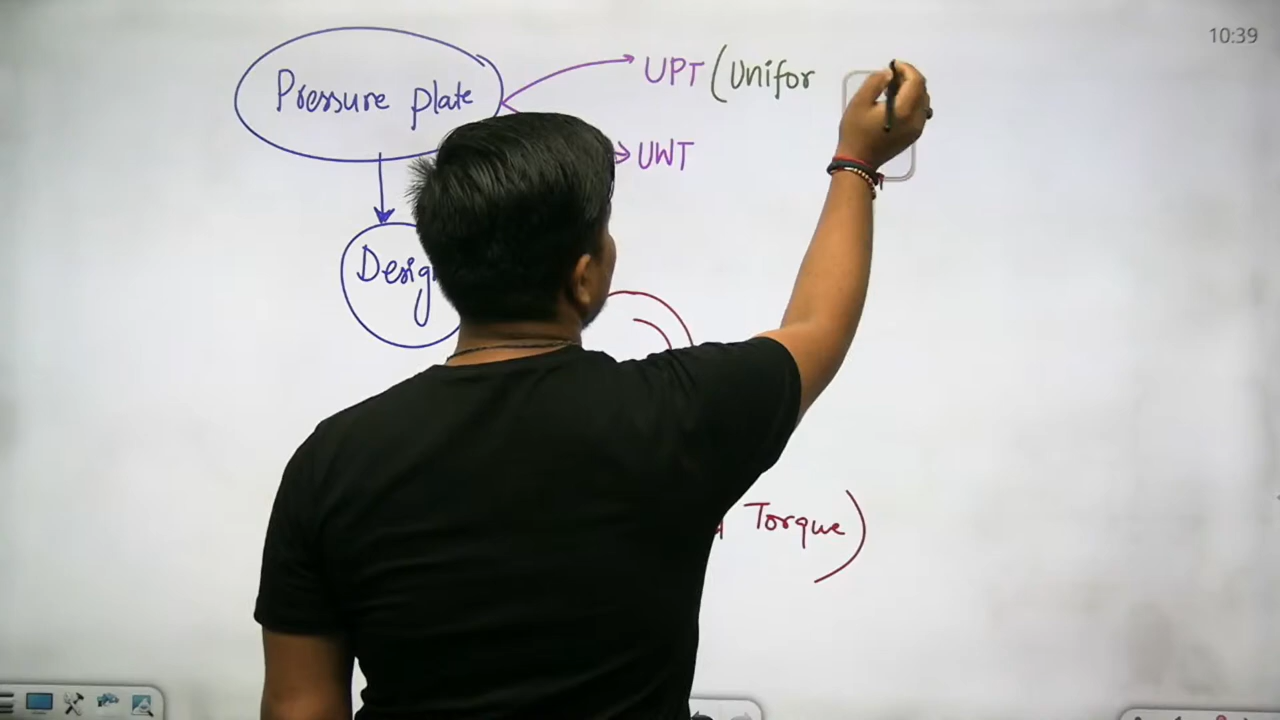 10:39
Pressure plate
UPT (Unifor
UWT
Desig
Torque)